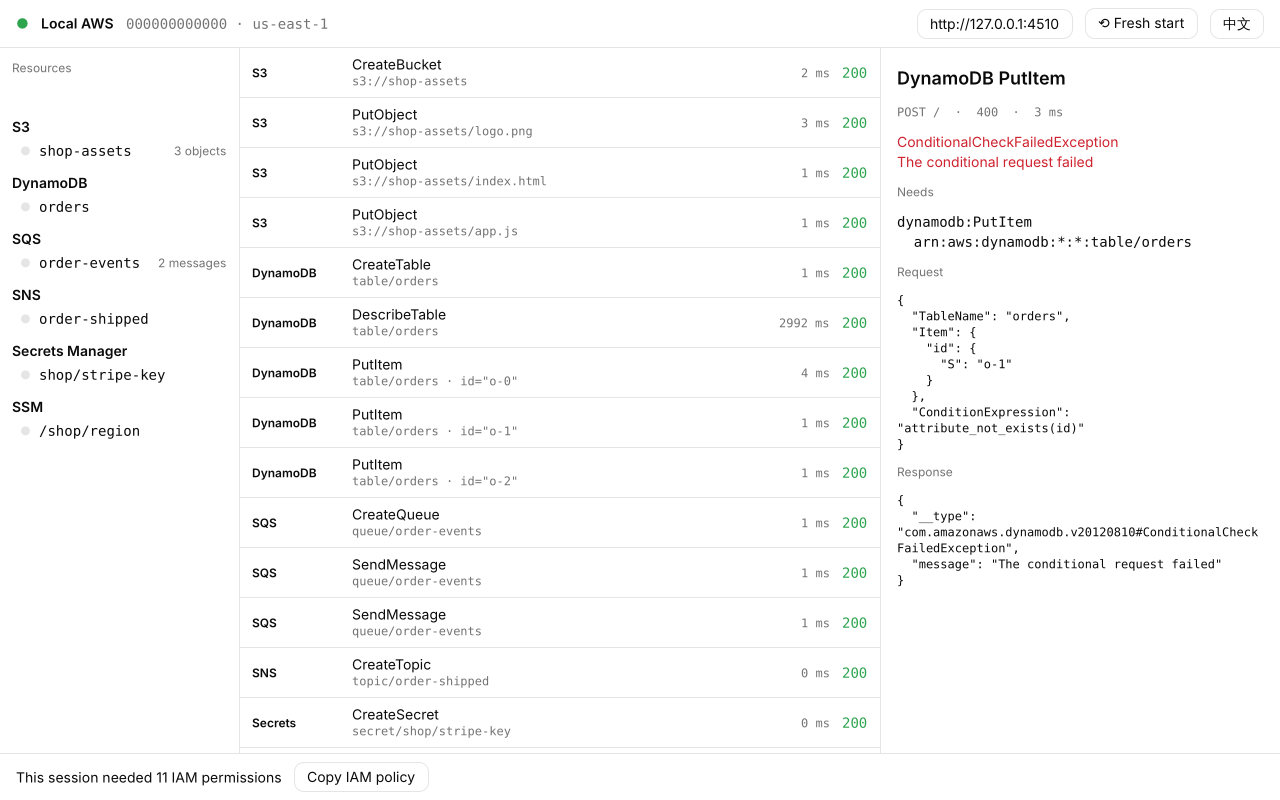 Local AWS 000000000000 · us-east-1
http://127.0.0.1:4510
⟲ Fresh start
中文
Resources
S3
shop-assets 3 objects
DynamoDB
orders
SQS
order-events 2 messages
SNS
order-shipped
Secrets Manager
shop/stripe-key
SSM
/shop/region
S3 CreateBucket 2 ms 200
s3://shop-assets
S3 PutObject 3 ms 200
s3://shop-assets/logo.png
S3 PutObject 1 ms 200
s3://shop-assets/index.html
S3 PutObject 1 ms 200
s3://shop-assets/app.js
DynamoDB CreateTable 1 ms 200
table/orders
DynamoDB DescribeTable 2992 ms 200
table/orders
DynamoDB PutItem 4 ms 200
table/orders · id="o-0"
DynamoDB PutItem 1 ms 200
table/orders · id="o-1"
DynamoDB PutItem 1 ms 200
table/orders · id="o-2"
SQS CreateQueue 1 ms 200
queue/order-events
SQS SendMessage 1 ms 200
queue/order-events
SQS SendMessage 1 ms 200
queue/order-events
SNS CreateTopic 0 ms 200
topic/order-shipped
Secrets CreateSecret 0 ms 200
secret/shop/stripe-key
DynamoDB PutItem
POST / · 400 · 3 ms
ConditionalCheckFailedException
The conditional request failed
Needs
dynamodb:PutItem
arn:aws:dynamodb:*:*:table/orders
Request
{
"TableName": "orders",
"Item": {
"id": {
"S": "o-1"
}
},
"ConditionExpression":
"attribute_not_exists(id)"
}
Response
{
"__type":
"com.amazonaws.dynamodb.v20120810#ConditionalCheck
FailedException",
"message": "The conditional request failed"
}
This session needed 11 IAM permissions
Copy IAM policy